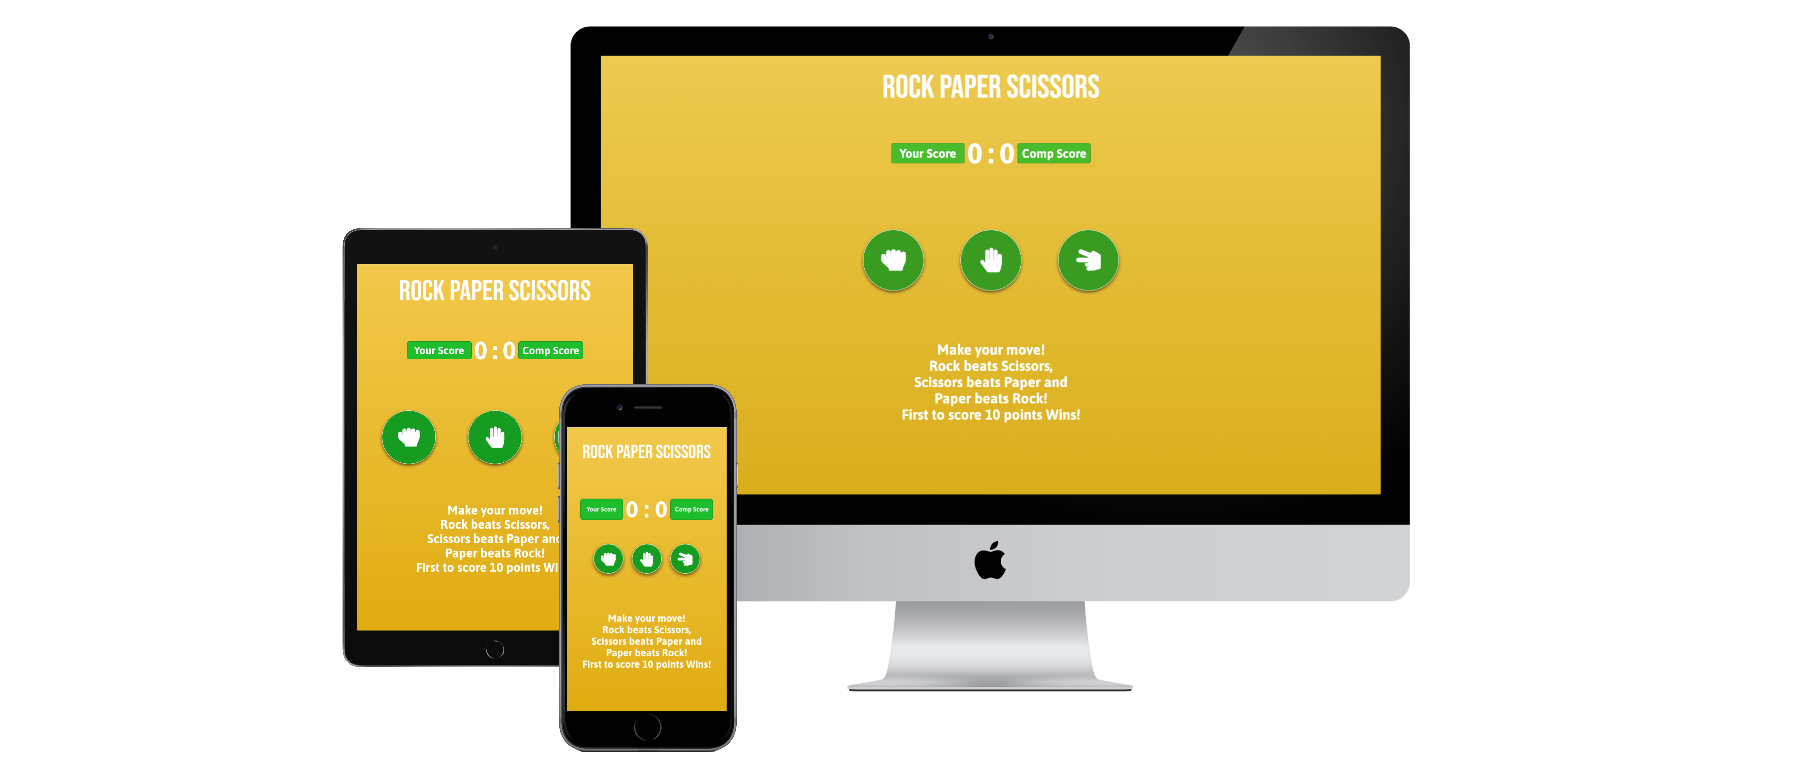 ROCK PAPER SCISSORS
Your Score 0 : 0 Comp Score
Make your move!
Rock beats Scissors,
Scissors beats Paper and
Paper beats Rock!
First to score 10 points Wins!
ROCK PAPER SCISSORS
Your Score 0 : 0 Comp Score
Make your move!
Rock beats Scissors,
Scissors beats Paper and
Paper beats Rock!
First to score 10 points Wi
ROCK PAPER SCISSORS
Your Score 0 : 0 Comp Score
Make your move!
Rock beats Scissors,
Scissors beats Paper and
Paper beats Rock!
First to score 10 points Wins!